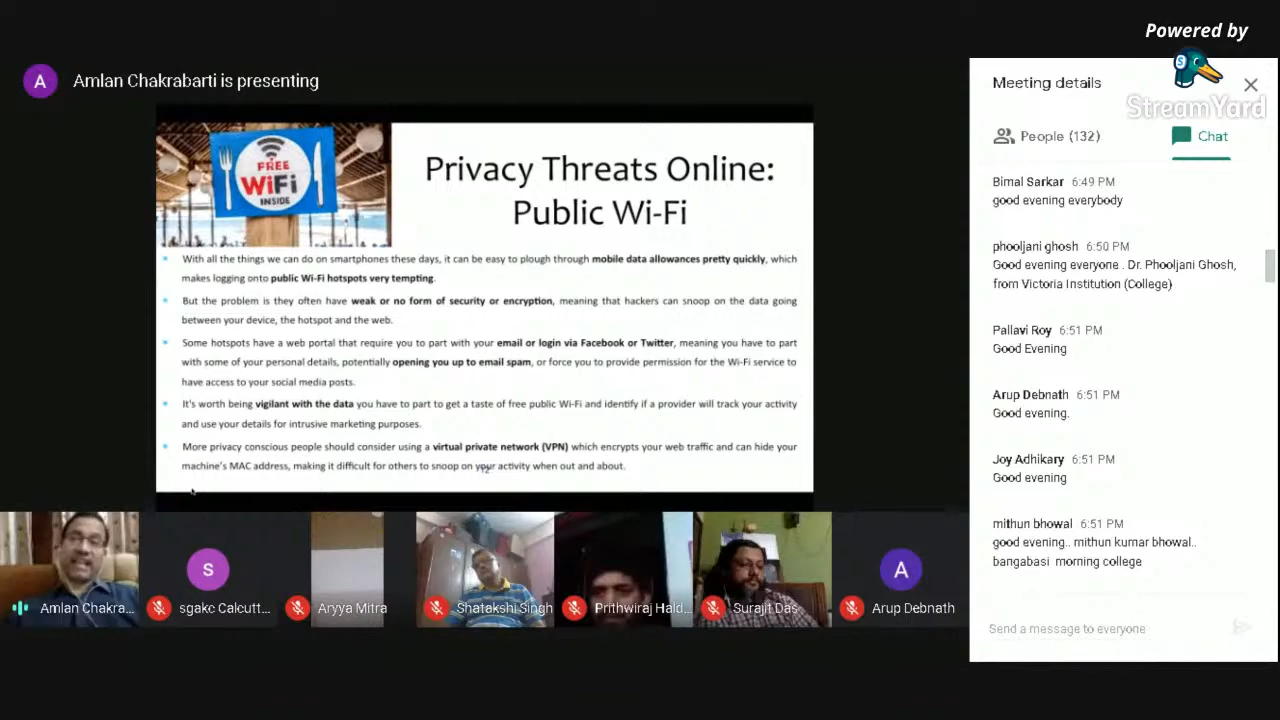 Powered by
StreamYard
A
Amlan Chakrabarti is presenting
FREE
WiFi
INSIDE
Privacy Threats Online:
Public Wi-Fi
With all the things we can do on smartphones these days, it can be easy to plough through mobile data allowances pretty quickly, which
makes logging onto public Wi-Fi hotspots very tempting.
But the problem is they often have weak or no form of security or encryption, meaning that hackers can snoop on the data going
between your device, the hotspot and the web.
Some hotspots have a web portal that require you to part with your email or login via Facebook or Twitter, meaning you have to part
with some of your personal details, potentially opening you up to email spam, or force you to provide permission for the Wi-Fi service to
have access to your social media posts.
It's worth being vigilant with the data you have to part to get a taste of free public Wi-Fi and identify if a provider will track your activity
and use your details for intrusive marketing purposes.
More privacy conscious people should consider using a virtual private network (VPN) which encrypts your web traffic and can hide your
machine's MAC address, making it difficult for others to snoop on your activity when out and about.
Amlan Chakra...
S
sgakc Calcutt...
Aryya Mitra
Shatakshi Singh
Prithwiraj Hald...
Surajit Das
A
Arup Debnath
Meeting details
People (132)
Chat
Bimal Sarkar 6:49 PM
good evening everybody
phooljani ghosh 6:50 PM
Good evening everyone . Dr. Phooljani Ghosh,
from Victoria Institution (College)
Pallavi Roy 6:51 PM
Good Evening
Arup Debnath 6:51 PM
Good evening.
Joy Adhikary 6:51 PM
Good evening
mithun bhowal 6:51 PM
good evening.. mithun kumar bhowal..
bangabasi morning college
Send a message to everyone